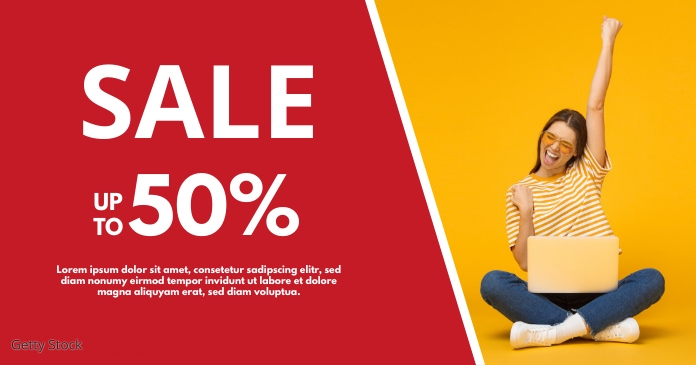 SALE
UP
TO 50%
Lorem ipsum dolor sit amet, consetetur sadipscing elitr, sed
diam nonumy eirmod tempor invidunt ut labore et dolore
magna aliquyam erat, sed diam voluptua.
Getty Stock